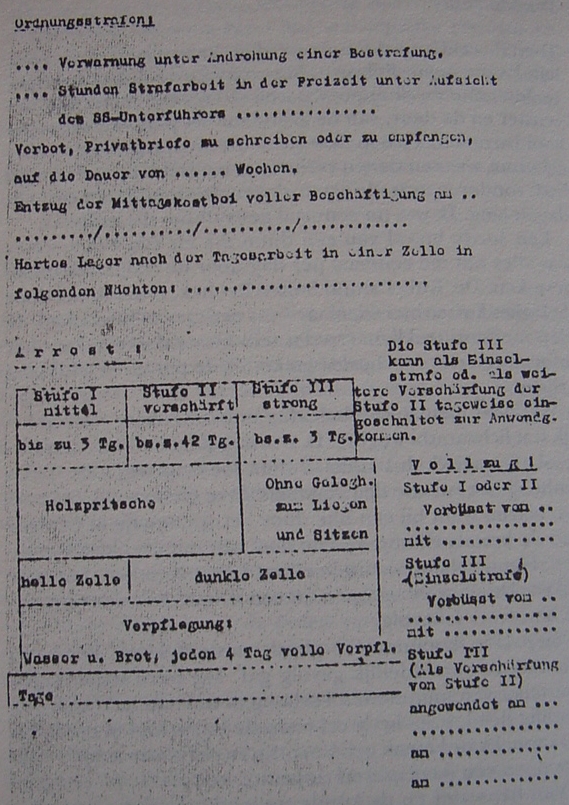 Ordnungsstrafen:
.... Verwarnung unter Androhung einer Bestrafung.
.... Stunden Strafarbeit in der Freizeit unter Aufsicht
des SS-Unterführers ................
Verbot, Privatbriefe zu schreiben oder zu empfangen,
auf die Dauer von ...... Wochen.
Entzug der Mittagskost bei voller Beschäftigung am ..
........./........../........../............
Hartes Lager nach der Tagesarbeit in einer Zelle in
folgenden Nächten: ...........................
A r r e s t :
Die Stufe III
kann als Einzel-
strafe od. als wei-
tere Verschärfung der
Stufe II tageweise ein-
geschaltet zur Anwendg.
kommen.
Stufe I
mittel
Stufe II
verschärft
Stufe III
streng
bis zu 3 Tg.
bs.z.42 Tg.
bs.z. 3 Tg.
Holzpritsche
Ohne Gelegh.
zum Liegen
und Sitzen
helle Zelle
dunkle Zelle
Verpflegung:
Wasser u. Brot, jeden 4 Tag volle Verpfl.
Tage
V o l l z u g :
Stufe I oder II
Verbüsst von ..
...............
mit ...........
Stufe III
(Einzelstrafe)
Verbüsst von ..
...............
mit ...........
Stufe III
(Als Verschärfung
von Stufe II)
angewendet am ...
...............
am ............
am ............